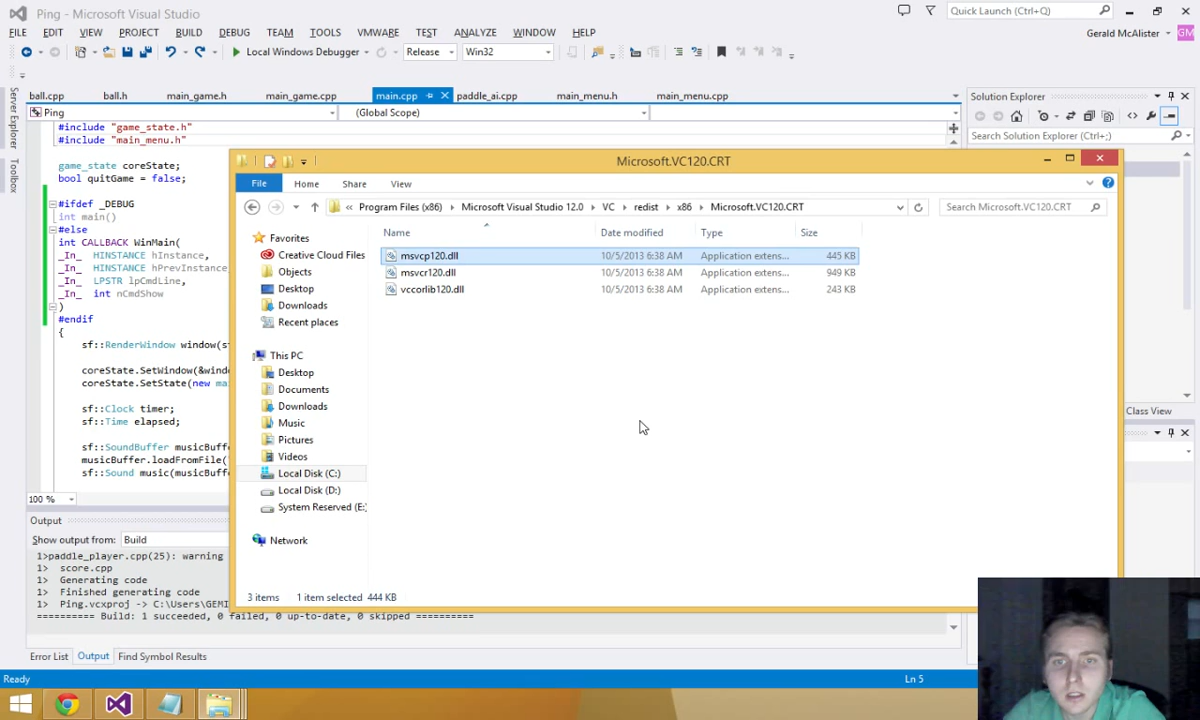 Ping - Microsoft Visual Studio
Quick Launch (Ctrl+;)
FILE EDIT VIEW PROJECT BUILD DEBUG TEAM TOOLS VMWARE TEST ANALYZE WINDOW HELP
Gerald McAlister GM
Local Windows Debugger Release Win32
ball.cpp ball.h main_game.h main_game.cpp main.cpp paddle_ai.cpp main_menu.h main_menu.cpp
Solution Explorer
Ping (Global Scope)
Search Solution Explorer (Ctrl+;)
Server Explorer
Toolbox
#include "game_state.h"
#include "main_menu.h"
game_state coreState;
bool quitGame = false;
#ifdef _DEBUG
int main()
#else
int CALLBACK WinMain(
_In_ HINSTANCE hInstance,
_In_ HINSTANCE hPrevInstance,
_In_ LPSTR lpCmdLine,
_In_ int nCmdShow
)
#endif
{
sf::RenderWindow window(s
coreState.SetWindow(&wind
coreState.SetState(new ma
sf::Clock timer;
sf::Time elapsed;
sf::SoundBuffer musicBuff
musicBuffer.loadFromFile(
sf::Sound music(musicBuff
100 %
Microsoft.VC120.CRT
File Home Share View
« Program Files (x86) Microsoft Visual Studio 12.0 VC redist x86 Microsoft.VC120.CRT
Search Microsoft.VC120.CRT
Favorites
Creative Cloud Files
Objects
Desktop
Downloads
Recent places
This PC
Desktop
Documents
Downloads
Music
Pictures
Videos
Local Disk (C:)
Local Disk (D:)
System Reserved (E:
Network
Name Date modified Type Size
msvcp120.dll 10/5/2013 6:38 AM Application extens... 445 KB
msvcr120.dll 10/5/2013 6:38 AM Application extens... 949 KB
vccorlib120.dll 10/5/2013 6:38 AM Application extens... 243 KB
3 items 1 item selected 444 KB
Class View
Output
Show output from: Build
1>paddle_player.cpp(25): warning
1> score.cpp
1> Generating code
1> Finished generating code
1> Ping.vcxproj -> C:\Users\GEMI
========== Build: 1 succeeded, 0 failed, 0 up-to-date, 0 skipped ==========
Error List Output Find Symbol Results
Ready
Ln 5